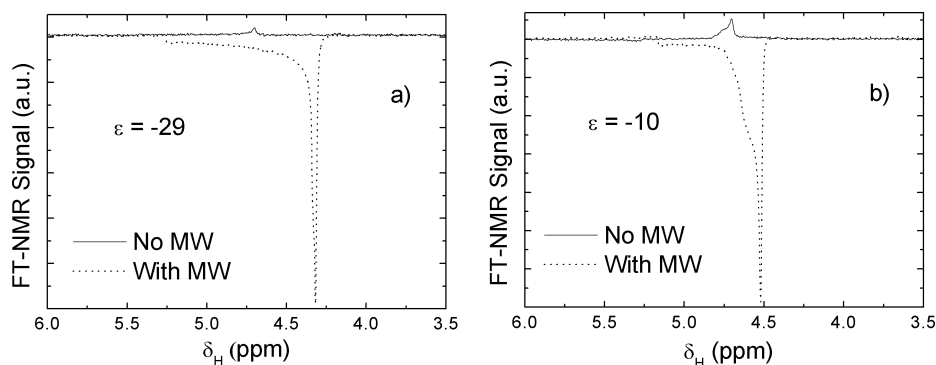 FT-NMR Signal (a.u.)
a)
ε = -29
No MW
With MW
6.0 5.5 5.0 4.5 4.0 3.5
δH (ppm)
FT-NMR Signal (a.u.)
b)
ε = -10
No MW
With MW
6.0 5.5 5.0 4.5 4.0 3.5
δH (ppm)